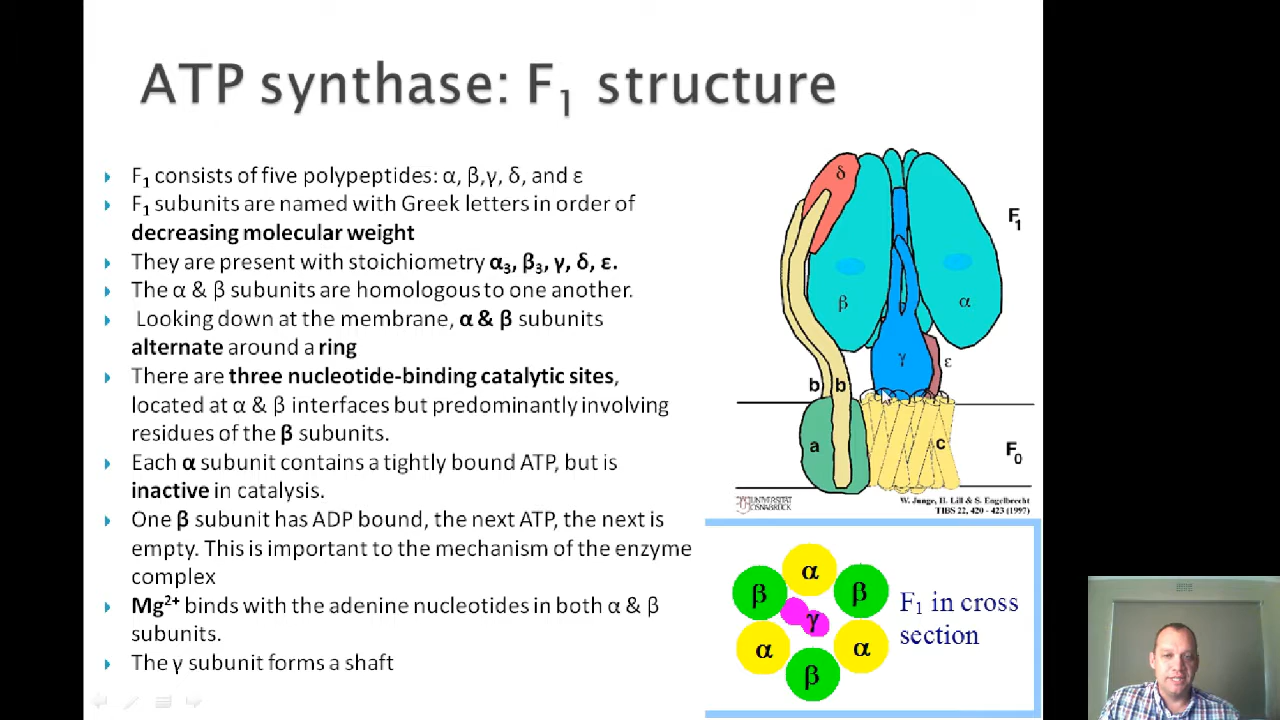 ATP synthase: F₁ structure
F₁ consists of five polypeptides: α, β,γ, δ, and ε
F₁ subunits are named with Greek letters in order of
decreasing molecular weight
They are present with stoichiometry α₃, β₃, γ, δ, ε.
The α & β subunits are homologous to one another.
Looking down at the membrane, α & β subunits
alternate around a ring
There are three nucleotide-binding catalytic sites,
located at α & β interfaces but predominantly involving
residues of the β subunits.
Each α subunit contains a tightly bound ATP, but is
inactive in catalysis.
One β subunit has ADP bound, the next ATP, the next is
empty. This is important to the mechanism of the enzyme
complex
Mg²⁺ binds with the adenine nucleotides in both α & β
subunits.
The γ subunit forms a shaft
δ
F₁
β
α
γ
ε
b
b
a
c
F₀
UNIVERSITÄT
OSNABRÜCK
W. Junge, H. Lill & S. Engelbrecht
TIBS 22, 420 - 423 (1997)
α
β
β
γ
α
α
β
F₁ in cross
section